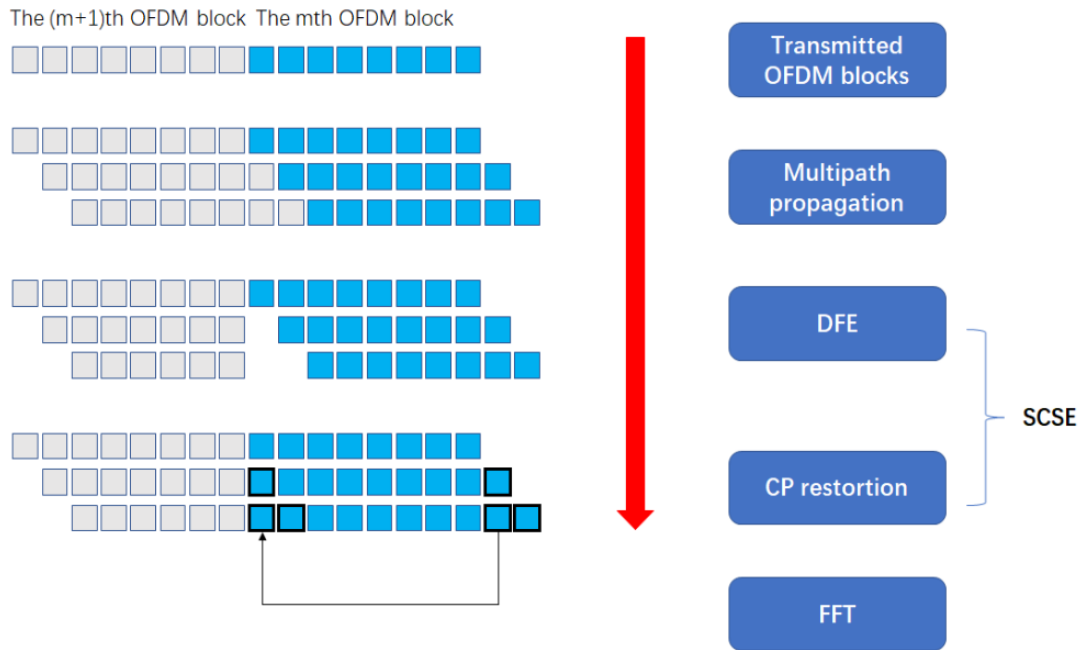 The (m+1)th OFDM block The mth OFDM block
Transmitted
OFDM blocks
Multipath
propagation
DFE
SCSE
CP restortion
FFT